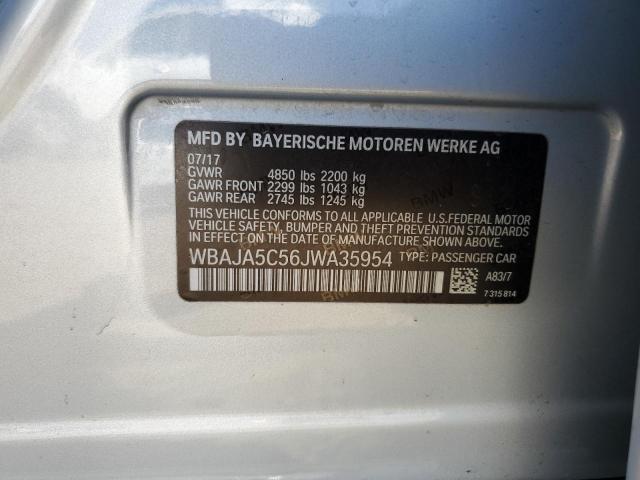 MFD BY BAYERISCHE MOTOREN WERKE AG
07/17
GVWR 4850 lbs 2200 kg
GAWR FRONT 2299 lbs 1043 kg
GAWR REAR 2745 lbs 1245 kg
THIS VEHICLE CONFORMS TO ALL APPLICABLE U.S.FEDERAL MOTOR
VEHICLE SAFETY, BUMPER, AND THEFT PREVENTION STANDARDS
IN EFFECT ON THE DATE OF MANUFACTURE SHOWN ABOVE.
WBAJA5C56JWA35954 TYPE: PASSENGER CAR
A83/7
7 315 814
BMW
BMW